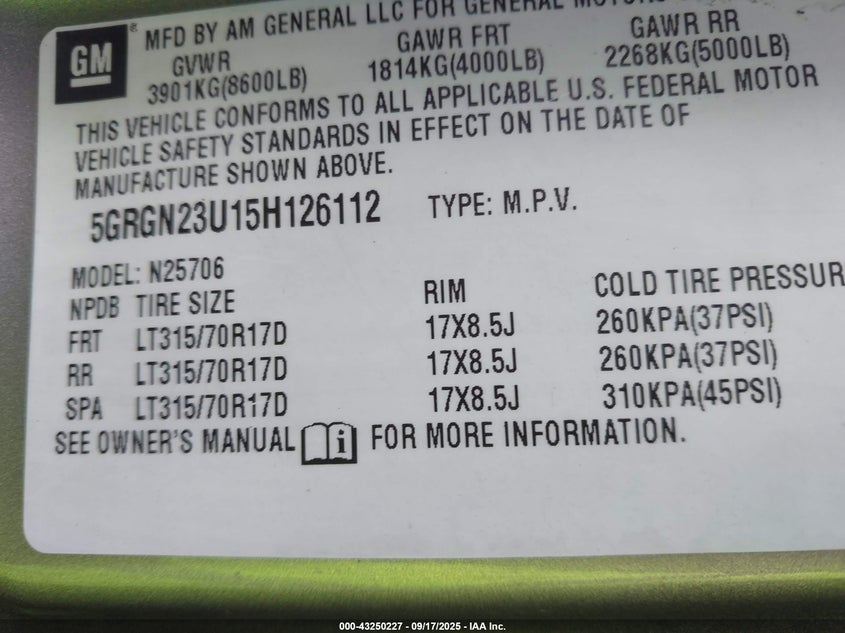 GM ® MFD BY AM GENERAL LLC FOR GENERAL MOTORS
GVWR GAWR FRT GAWR RR
3901KG(8600LB) 1814KG(4000LB) 2268KG(5000LB)
THIS VEHICLE CONFORMS TO ALL APPLICABLE U.S. FEDERAL MOTOR
VEHICLE SAFETY STANDARDS IN EFFECT ON THE DATE OF
MANUFACTURE SHOWN ABOVE.
5GRGN23U15H126112 TYPE: M.P.V.
MODEL: N25706
NPDB TIRE SIZE RIM COLD TIRE PRESSUR
FRT LT315/70R17D 17X8.5J 260KPA(37PSI)
RR LT315/70R17D 17X8.5J 260KPA(37PSI)
SPA LT315/70R17D 17X8.5J 310KPA(45PSI)
SEE OWNER'S MANUAL i FOR MORE INFORMATION.
000-43250227 - 09/17/2025 - IAA Inc.